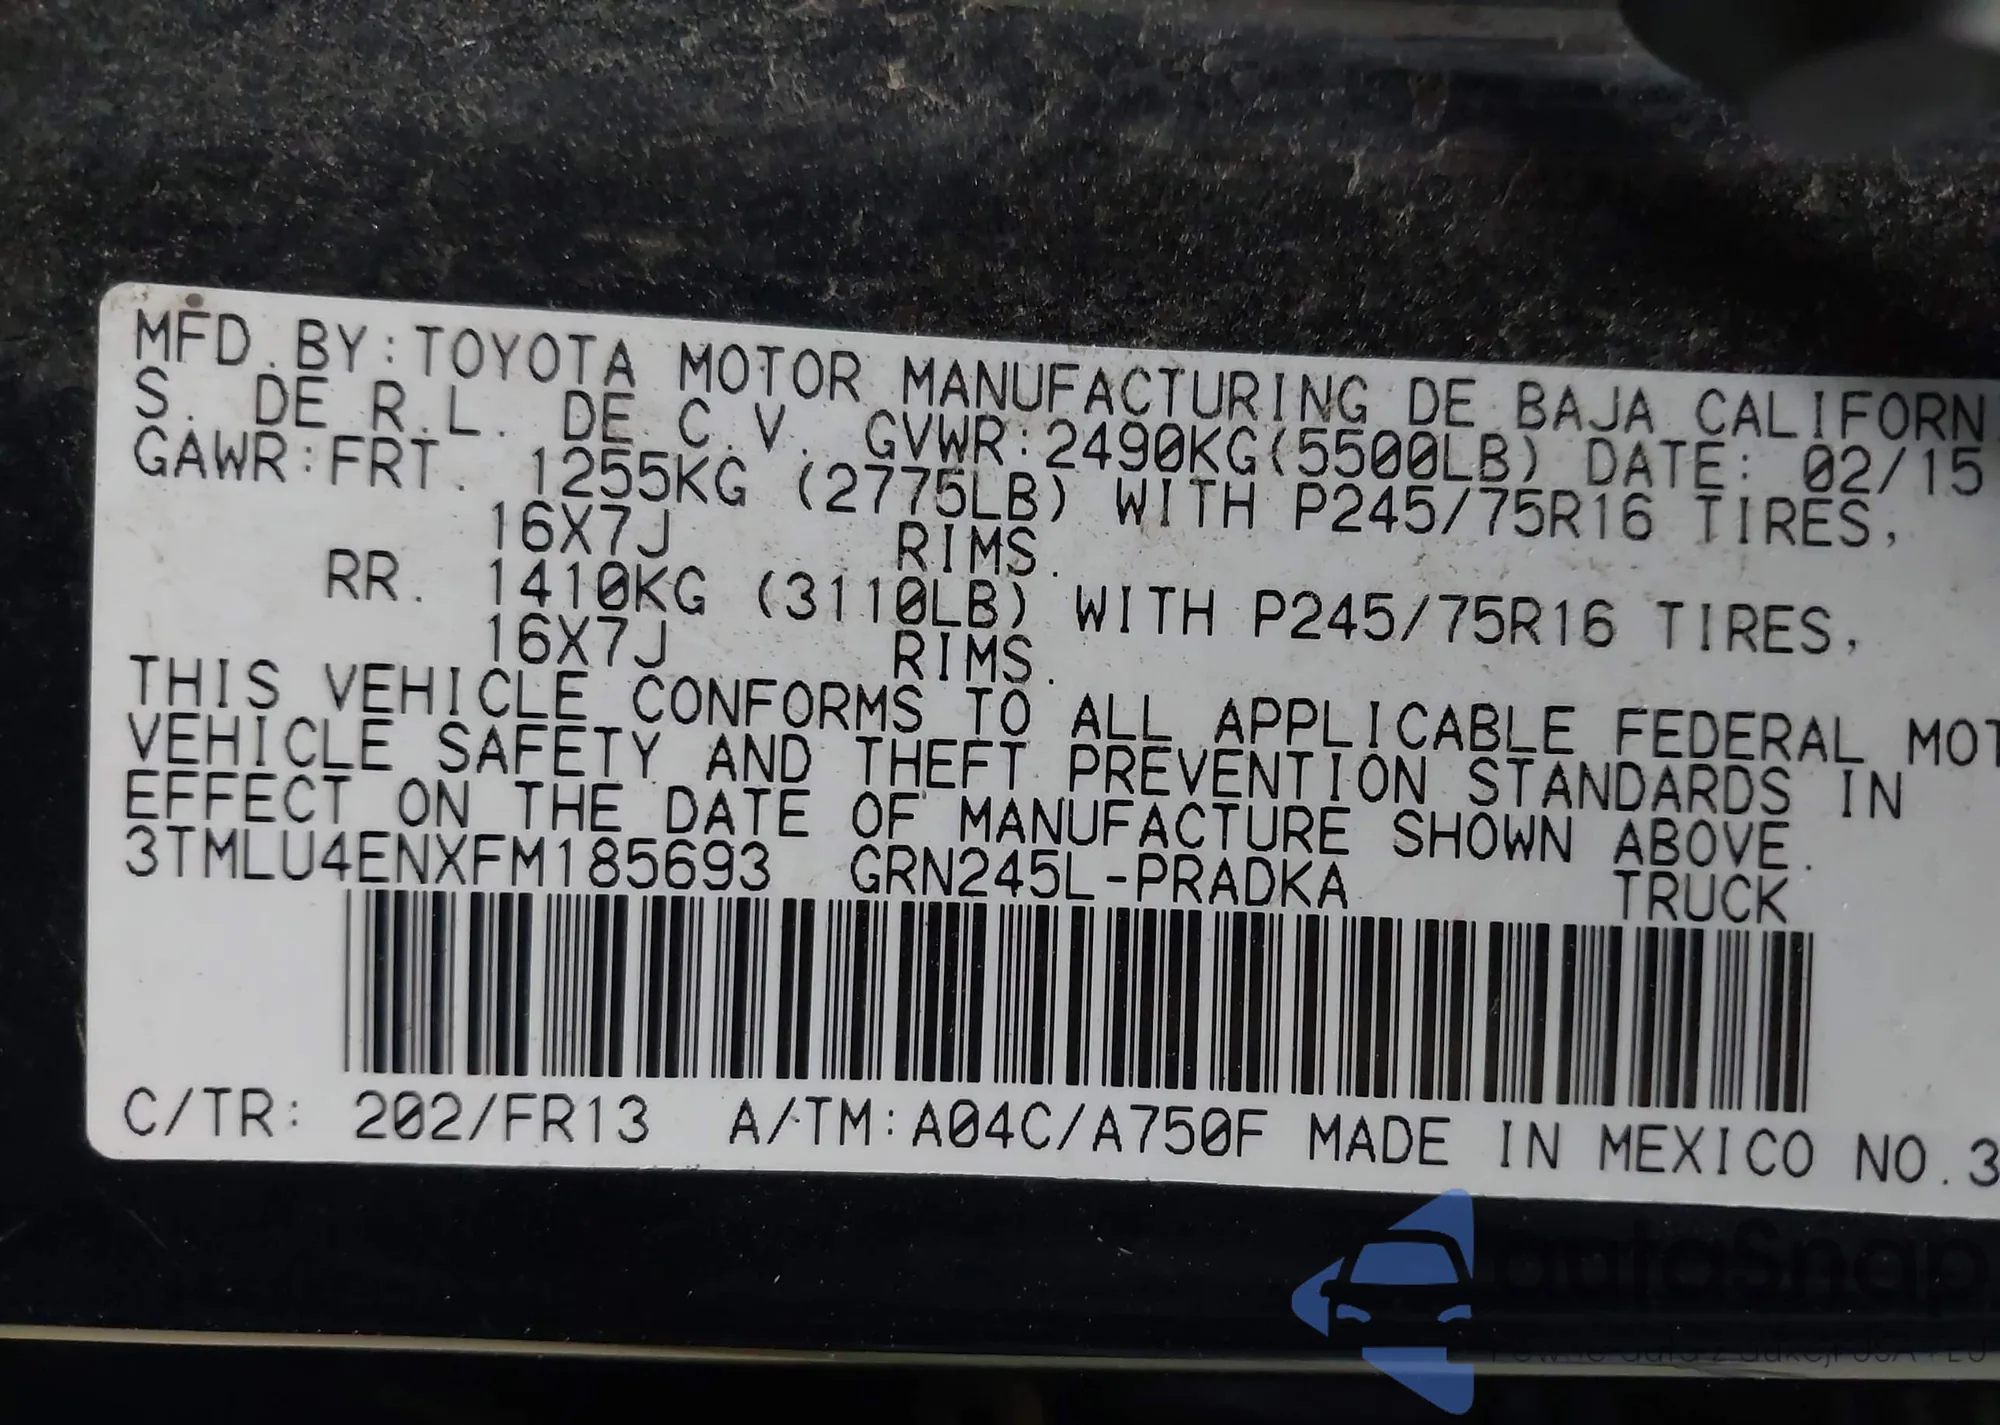 MFD.BY:TOYOTA MOTOR MANUFACTURING DE BAJA CALIFORN
S. DE R.L. DE C.V. GVWR:2490KG(5500LB) DATE: 02/15
GAWR:FRT. 1255KG (2775LB) WITH P245/75R16 TIRES,
16X7J RIMS.
RR. 1410KG (3110LB) WITH P245/75R16 TIRES,
16X7J RIMS.
THIS VEHICLE CONFORMS TO ALL APPLICABLE FEDERAL MOT
VEHICLE SAFETY AND THEFT PREVENTION STANDARDS IN
EFFECT ON THE DATE OF MANUFACTURE SHOWN ABOVE.
3TMLU4ENXFM185693 GRN245L-PRADKA TRUCK
C/TR: 202/FR13 A/TM:A04C/A750F MADE IN MEXICO NO.3
autaSnap